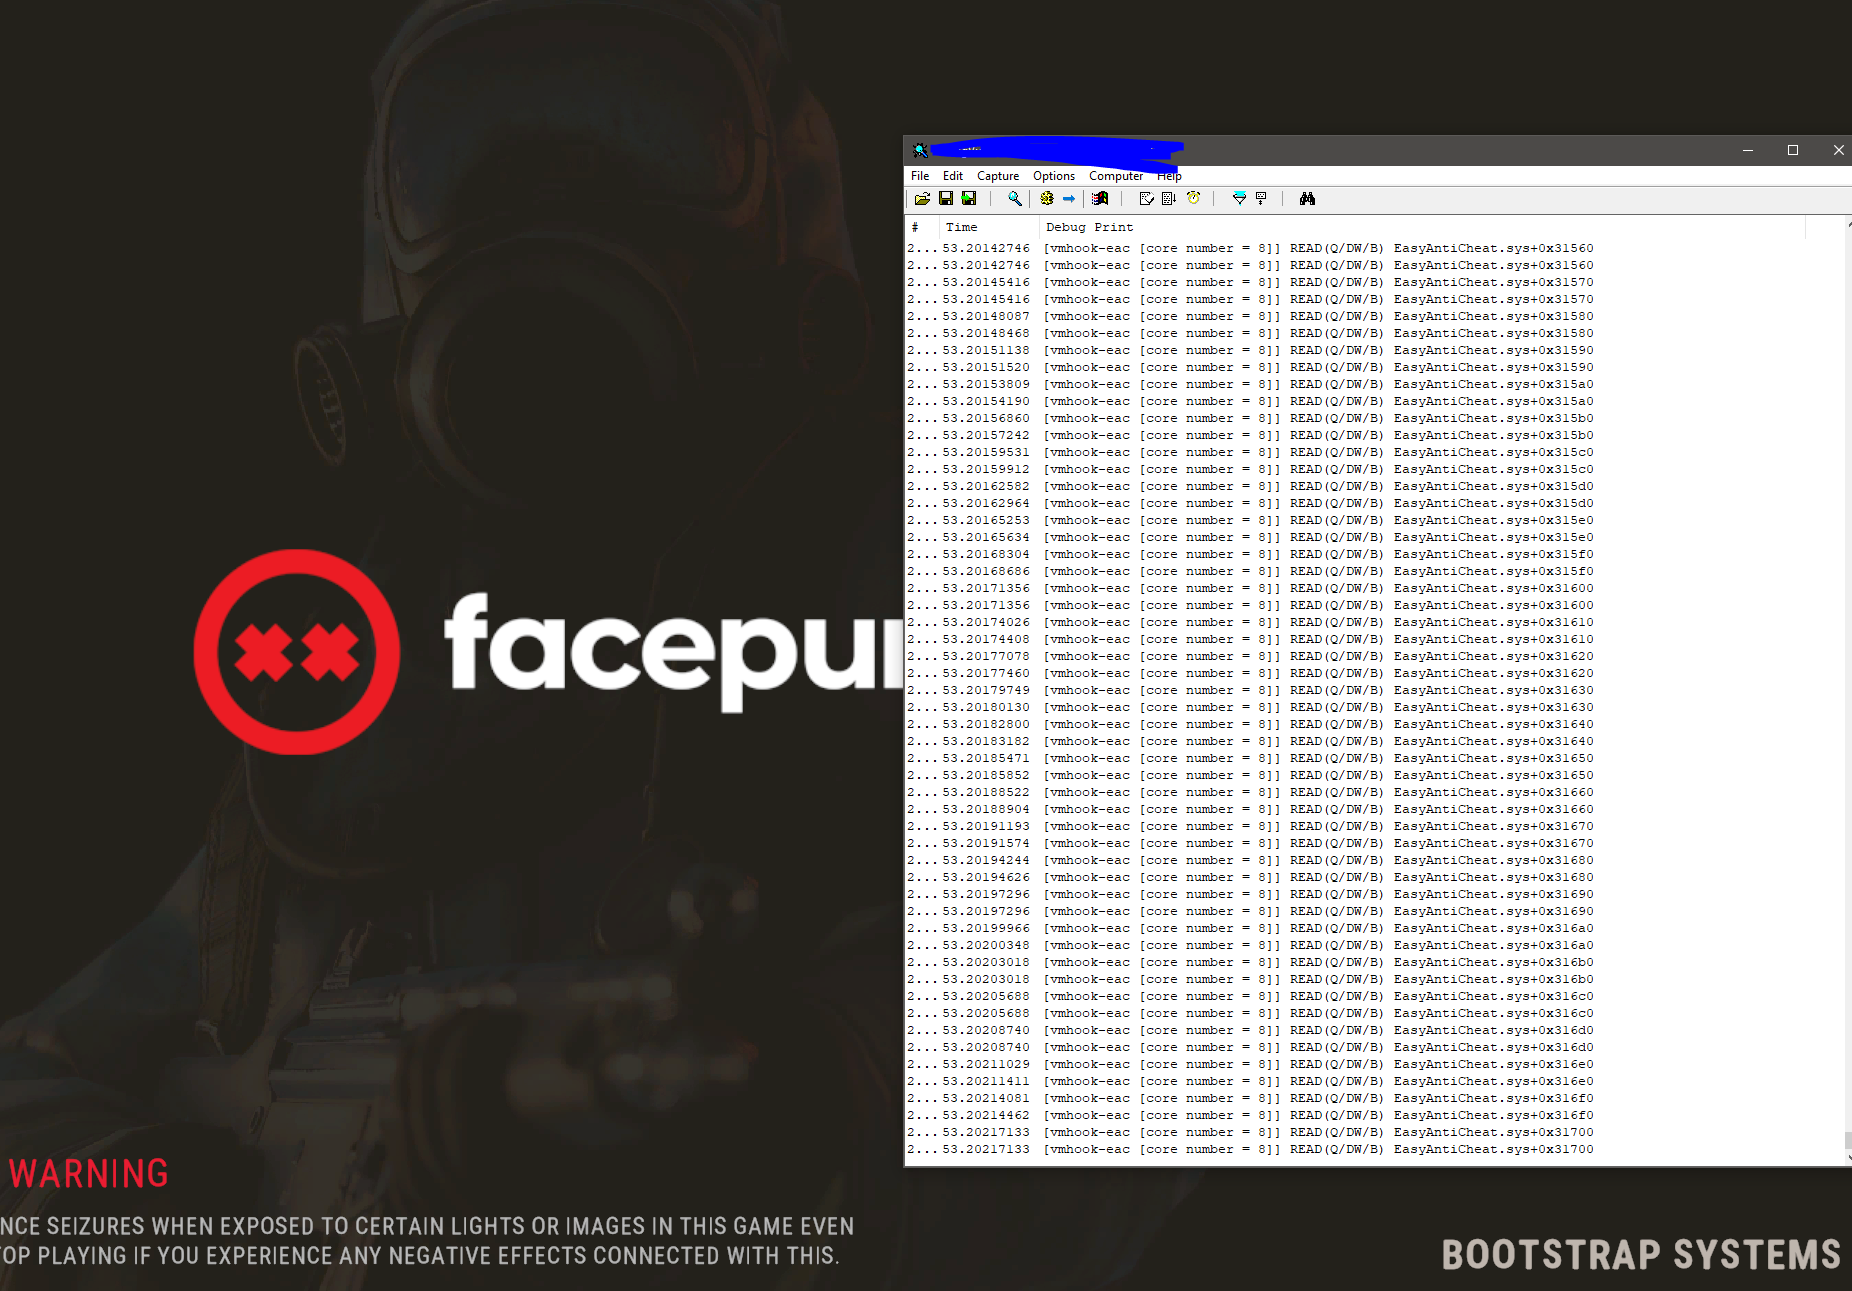 facepu
WARNING
NCE SEIZURES WHEN EXPOSED TO CERTAIN LIGHTS OR IMAGES IN THIS GAME EVEN
TOP PLAYING IF YOU EXPERIENCE ANY NEGATIVE EFFECTS CONNECTED WITH THIS.
File Edit Capture Options Computer Help
# Time Debug Print
2... 53.20142746 [vmhook-eac [core number = 8]] READ(Q/DW/B) EasyAntiCheat.sys+0x31560
2... 53.20142746 [vmhook-eac [core number = 8]] READ(Q/DW/B) EasyAntiCheat.sys+0x31560
2... 53.20145416 [vmhook-eac [core number = 8]] READ(Q/DW/B) EasyAntiCheat.sys+0x31570
2... 53.20145416 [vmhook-eac [core number = 8]] READ(Q/DW/B) EasyAntiCheat.sys+0x31570
2... 53.20148087 [vmhook-eac [core number = 8]] READ(Q/DW/B) EasyAntiCheat.sys+0x31580
2... 53.20148468 [vmhook-eac [core number = 8]] READ(Q/DW/B) EasyAntiCheat.sys+0x31580
2... 53.20151138 [vmhook-eac [core number = 8]] READ(Q/DW/B) EasyAntiCheat.sys+0x31590
2... 53.20151520 [vmhook-eac [core number = 8]] READ(Q/DW/B) EasyAntiCheat.sys+0x31590
2... 53.20153809 [vmhook-eac [core number = 8]] READ(Q/DW/B) EasyAntiCheat.sys+0x315a0
2... 53.20154190 [vmhook-eac [core number = 8]] READ(Q/DW/B) EasyAntiCheat.sys+0x315a0
2... 53.20156860 [vmhook-eac [core number = 8]] READ(Q/DW/B) EasyAntiCheat.sys+0x315b0
2... 53.20157242 [vmhook-eac [core number = 8]] READ(Q/DW/B) EasyAntiCheat.sys+0x315b0
2... 53.20159531 [vmhook-eac [core number = 8]] READ(Q/DW/B) EasyAntiCheat.sys+0x315c0
2... 53.20159912 [vmhook-eac [core number = 8]] READ(Q/DW/B) EasyAntiCheat.sys+0x315c0
2... 53.20162582 [vmhook-eac [core number = 8]] READ(Q/DW/B) EasyAntiCheat.sys+0x315d0
2... 53.20162964 [vmhook-eac [core number = 8]] READ(Q/DW/B) EasyAntiCheat.sys+0x315d0
2... 53.20165253 [vmhook-eac [core number = 8]] READ(Q/DW/B) EasyAntiCheat.sys+0x315e0
2... 53.20165634 [vmhook-eac [core number = 8]] READ(Q/DW/B) EasyAntiCheat.sys+0x315e0
2... 53.20168304 [vmhook-eac [core number = 8]] READ(Q/DW/B) EasyAntiCheat.sys+0x315f0
2... 53.20168686 [vmhook-eac [core number = 8]] READ(Q/DW/B) EasyAntiCheat.sys+0x315f0
2... 53.20171356 [vmhook-eac [core number = 8]] READ(Q/DW/B) EasyAntiCheat.sys+0x31600
2... 53.20171356 [vmhook-eac [core number = 8]] READ(Q/DW/B) EasyAntiCheat.sys+0x31600
2... 53.20174026 [vmhook-eac [core number = 8]] READ(Q/DW/B) EasyAntiCheat.sys+0x31610
2... 53.20174408 [vmhook-eac [core number = 8]] READ(Q/DW/B) EasyAntiCheat.sys+0x31610
2... 53.20177078 [vmhook-eac [core number = 8]] READ(Q/DW/B) EasyAntiCheat.sys+0x31620
2... 53.20177460 [vmhook-eac [core number = 8]] READ(Q/DW/B) EasyAntiCheat.sys+0x31620
2... 53.20179749 [vmhook-eac [core number = 8]] READ(Q/DW/B) EasyAntiCheat.sys+0x31630
2... 53.20180130 [vmhook-eac [core number = 8]] READ(Q/DW/B) EasyAntiCheat.sys+0x31630
2... 53.20182800 [vmhook-eac [core number = 8]] READ(Q/DW/B) EasyAntiCheat.sys+0x31640
2... 53.20183182 [vmhook-eac [core number = 8]] READ(Q/DW/B) EasyAntiCheat.sys+0x31640
2... 53.20185471 [vmhook-eac [core number = 8]] READ(Q/DW/B) EasyAntiCheat.sys+0x31650
2... 53.20185852 [vmhook-eac [core number = 8]] READ(Q/DW/B) EasyAntiCheat.sys+0x31650
2... 53.20188522 [vmhook-eac [core number = 8]] READ(Q/DW/B) EasyAntiCheat.sys+0x31660
2... 53.20188904 [vmhook-eac [core number = 8]] READ(Q/DW/B) EasyAntiCheat.sys+0x31660
2... 53.20191193 [vmhook-eac [core number = 8]] READ(Q/DW/B) EasyAntiCheat.sys+0x31670
2... 53.20191574 [vmhook-eac [core number = 8]] READ(Q/DW/B) EasyAntiCheat.sys+0x31670
2... 53.20194244 [vmhook-eac [core number = 8]] READ(Q/DW/B) EasyAntiCheat.sys+0x31680
2... 53.20194626 [vmhook-eac [core number = 8]] READ(Q/DW/B) EasyAntiCheat.sys+0x31680
2... 53.20197296 [vmhook-eac [core number = 8]] READ(Q/DW/B) EasyAntiCheat.sys+0x31690
2... 53.20197296 [vmhook-eac [core number = 8]] READ(Q/DW/B) EasyAntiCheat.sys+0x31690
2... 53.20199966 [vmhook-eac [core number = 8]] READ(Q/DW/B) EasyAntiCheat.sys+0x316a0
2... 53.20200348 [vmhook-eac [core number = 8]] READ(Q/DW/B) EasyAntiCheat.sys+0x316a0
2... 53.20203018 [vmhook-eac [core number = 8]] READ(Q/DW/B) EasyAntiCheat.sys+0x316b0
2... 53.20203018 [vmhook-eac [core number = 8]] READ(Q/DW/B) EasyAntiCheat.sys+0x316b0
2... 53.20205688 [vmhook-eac [core number = 8]] READ(Q/DW/B) EasyAntiCheat.sys+0x316c0
2... 53.20205688 [vmhook-eac [core number = 8]] READ(Q/DW/B) EasyAntiCheat.sys+0x316c0
2... 53.20208740 [vmhook-eac [core number = 8]] READ(Q/DW/B) EasyAntiCheat.sys+0x316d0
2... 53.20208740 [vmhook-eac [core number = 8]] READ(Q/DW/B) EasyAntiCheat.sys+0x316d0
2... 53.20211029 [vmhook-eac [core number = 8]] READ(Q/DW/B) EasyAntiCheat.sys+0x316e0
2... 53.20211411 [vmhook-eac [core number = 8]] READ(Q/DW/B) EasyAntiCheat.sys+0x316e0
2... 53.20214081 [vmhook-eac [core number = 8]] READ(Q/DW/B) EasyAntiCheat.sys+0x316f0
2... 53.20214462 [vmhook-eac [core number = 8]] READ(Q/DW/B) EasyAntiCheat.sys+0x316f0
2... 53.20217133 [vmhook-eac [core number = 8]] READ(Q/DW/B) EasyAntiCheat.sys+0x31700
2... 53.20217133 [vmhook-eac [core number = 8]] READ(Q/DW/B) EasyAntiCheat.sys+0x31700
BOOTSTRAP SYSTEMS